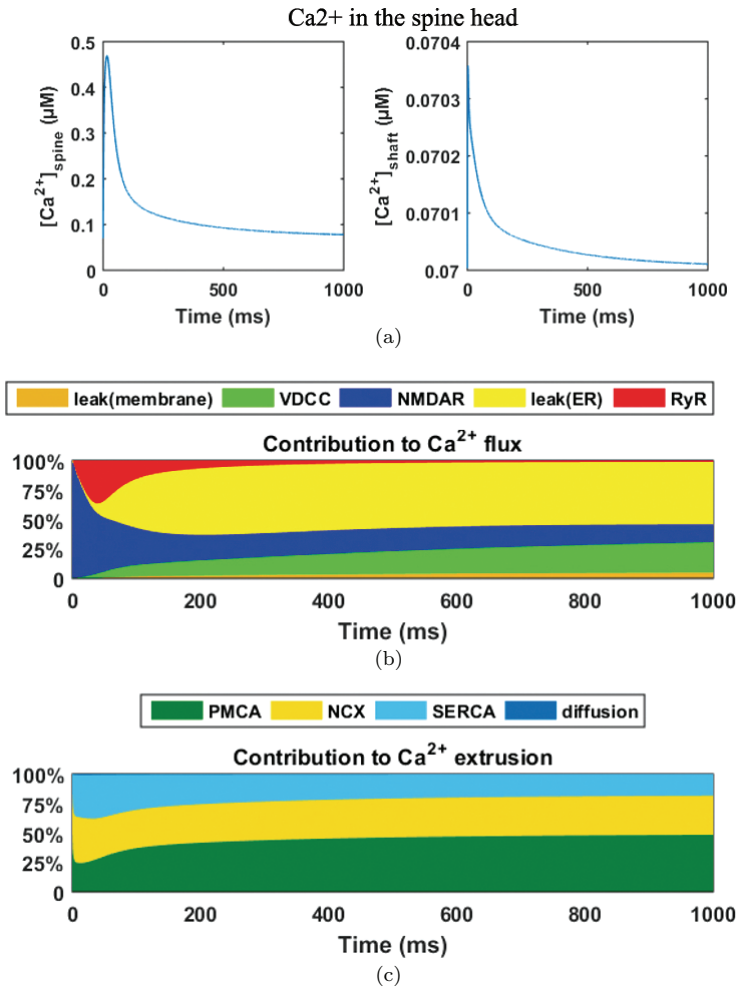 Ca2+ in the spine head
0.5
0.4
0.3
0.2
0.1
0
[Ca2+]spine (μM)
0
500
1000
Time (ms)
0.0704
0.0703
0.0702
0.0701
0.07
[Ca2+]shaft (μM)
0
500
1000
Time (ms)
(a)
leak(membrane) VDCC NMDAR leak(ER) RyR
Contribution to Ca2+ flux
100%
75%
50%
25%
0
0 200 400 600 800 1000
Time (ms)
(b)
PMCA NCX SERCA diffusion
Contribution to Ca2+ extrusion
100%
75%
50%
25%
0
0 200 400 600 800 1000
Time (ms)
(c)